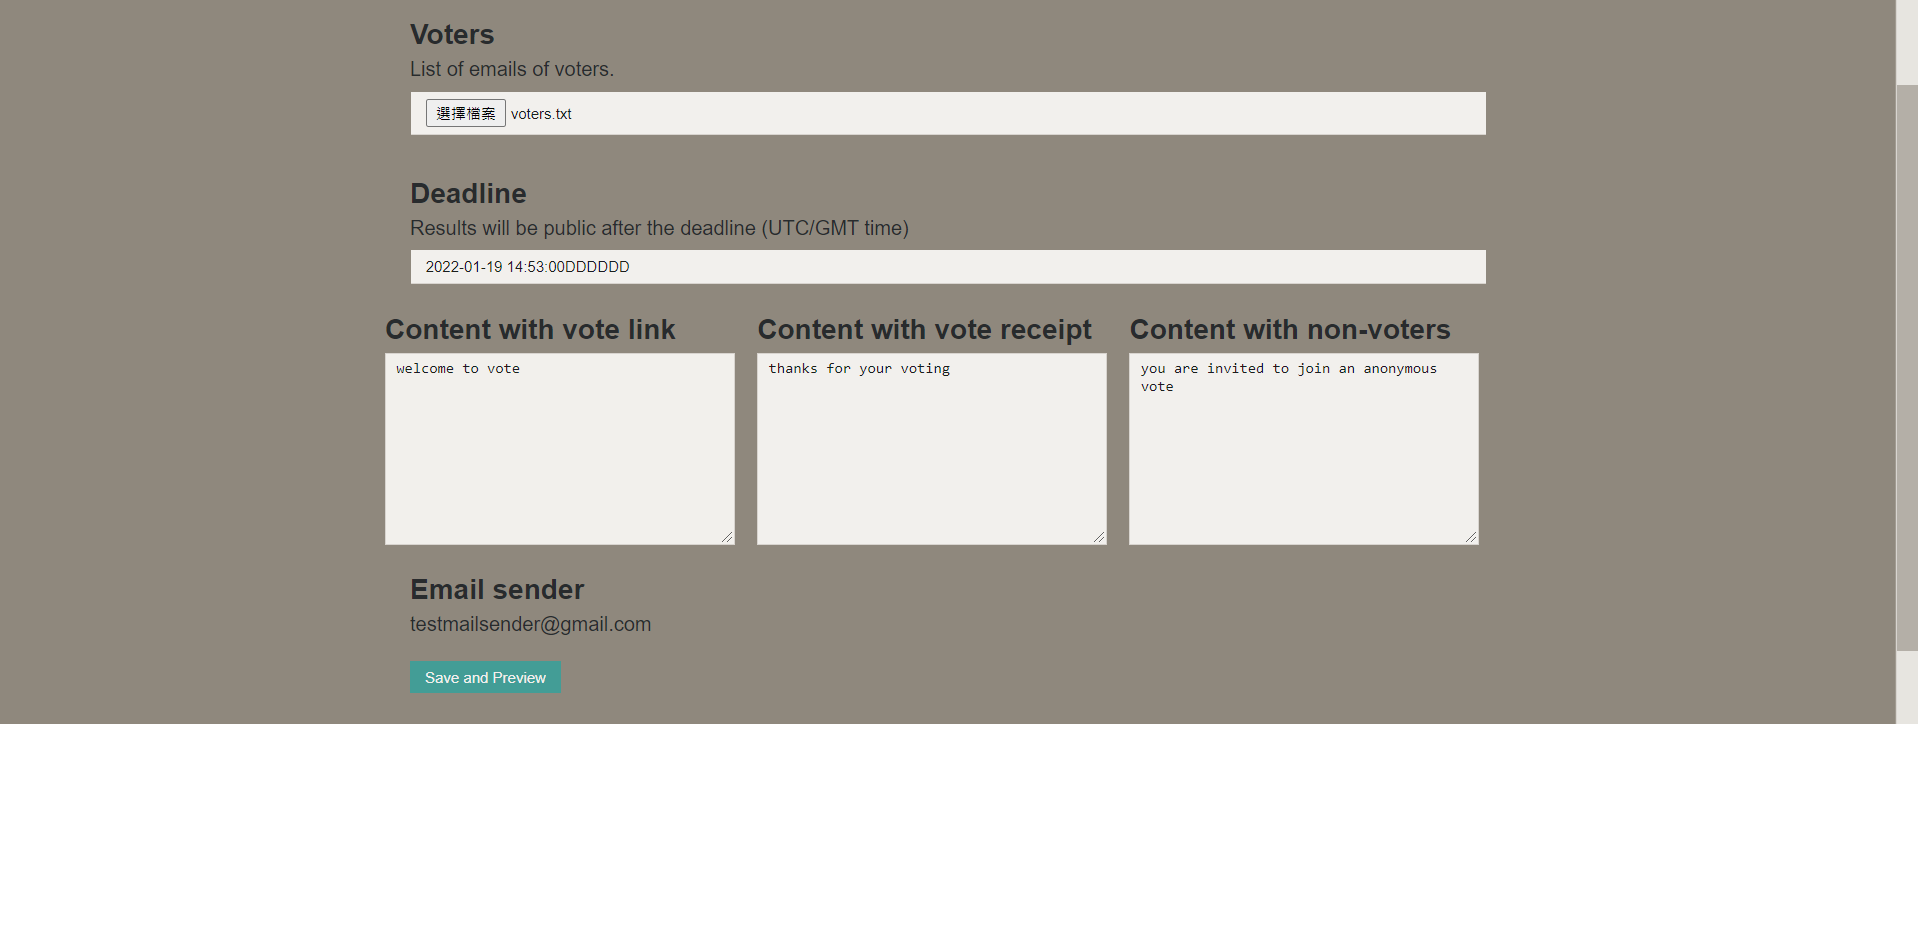 Voters
List of emails of voters.
選擇檔案 voters.txt
Deadline
Results will be public after the deadline (UTC/GMT time)
2022-01-19 14:53:00DDDDDD
Content with vote link
welcome to vote
Content with vote receipt
thanks for your voting
Content with non-voters
you are invited to join an anonymous
vote
Email sender
testmailsender@gmail.com
Save and Preview